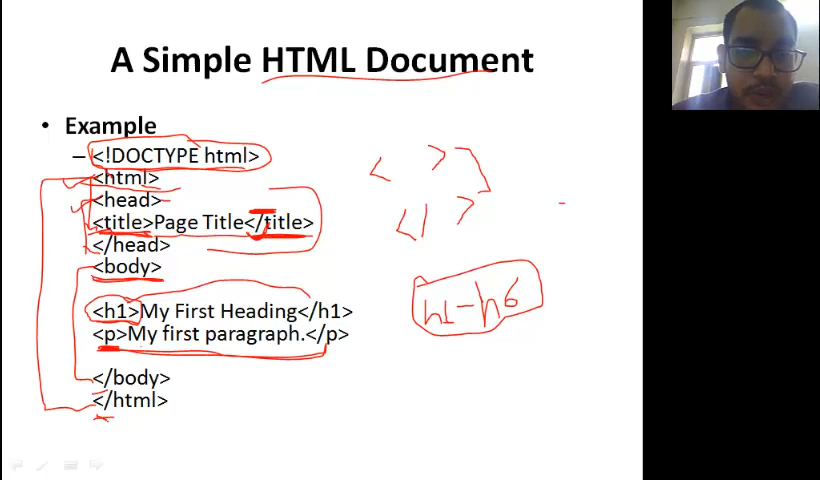 A Simple HTML Document
• Example
– <!DOCTYPE html>
<html>
<head>
<title>Page Title</title>
</head>
<body>
<h1>My First Heading</h1>
<p>My first paragraph.</p>
</body>
</html>
< >
</ >
h1-h6